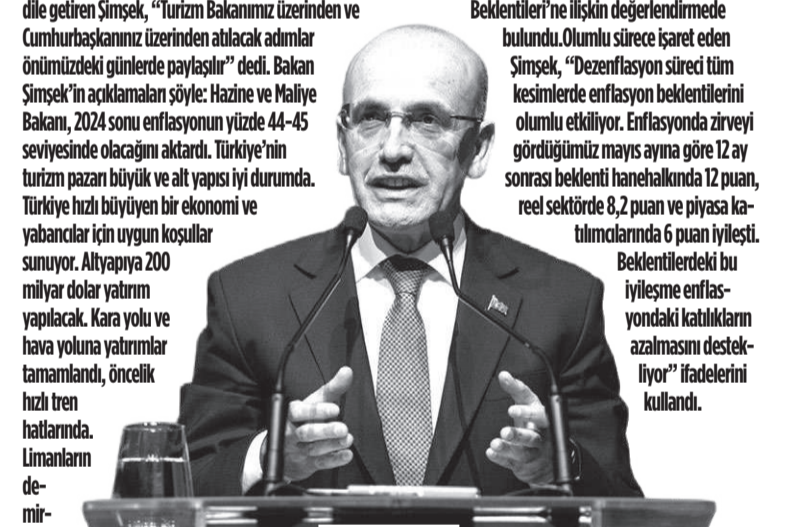 dile getiren Şimşek, “Turizm Bakanımız üzerinden ve
Cumhurbaşkanınız üzerinden atılacak adımlar
önümüzdeki günlerde paylaşılır” dedi. Bakan
Şimşek’in açıklamaları şöyle: Hazine ve Maliye
Bakanı, 2024 sonu enflasyonun yüzde 44-45
seviyesinde olacağını aktardı. Türkiye’nin
turizm pazarı büyük ve alt yapısı iyi durumda.
Türkiye hızlı büyüyen bir ekonomi ve
yabancılar için uygun koşullar
sunuyor. Altyapıya 200
milyar dolar yatırım
yapılacak. Kara yolu ve
hava yoluna yatırımlar
tamamlandı, öncelik
hızlı tren
hatlarında.
Limanların
de-
mir-
Beklentileri’ne ilişkin değerlendirmede
bulundu.Olumlu sürece işaret eden
Şimşek, “Dezenflasyon süreci tüm
kesimlerde enflasyon beklentilerini
olumlu etkiliyor. Enflasyonda zirveyi
gördüğümüz mayıs ayına göre 12 ay
sonrası beklenti hanehalkında 12 puan,
reel sektörde 8,2 puan ve piyasa ka-
tılımcılarında 6 puan iyileşti.
Beklentilerdeki bu
iyileşme enflas-
yondaki katılıkların
azalmasını destek-
liyor” ifadelerini
kullandı.